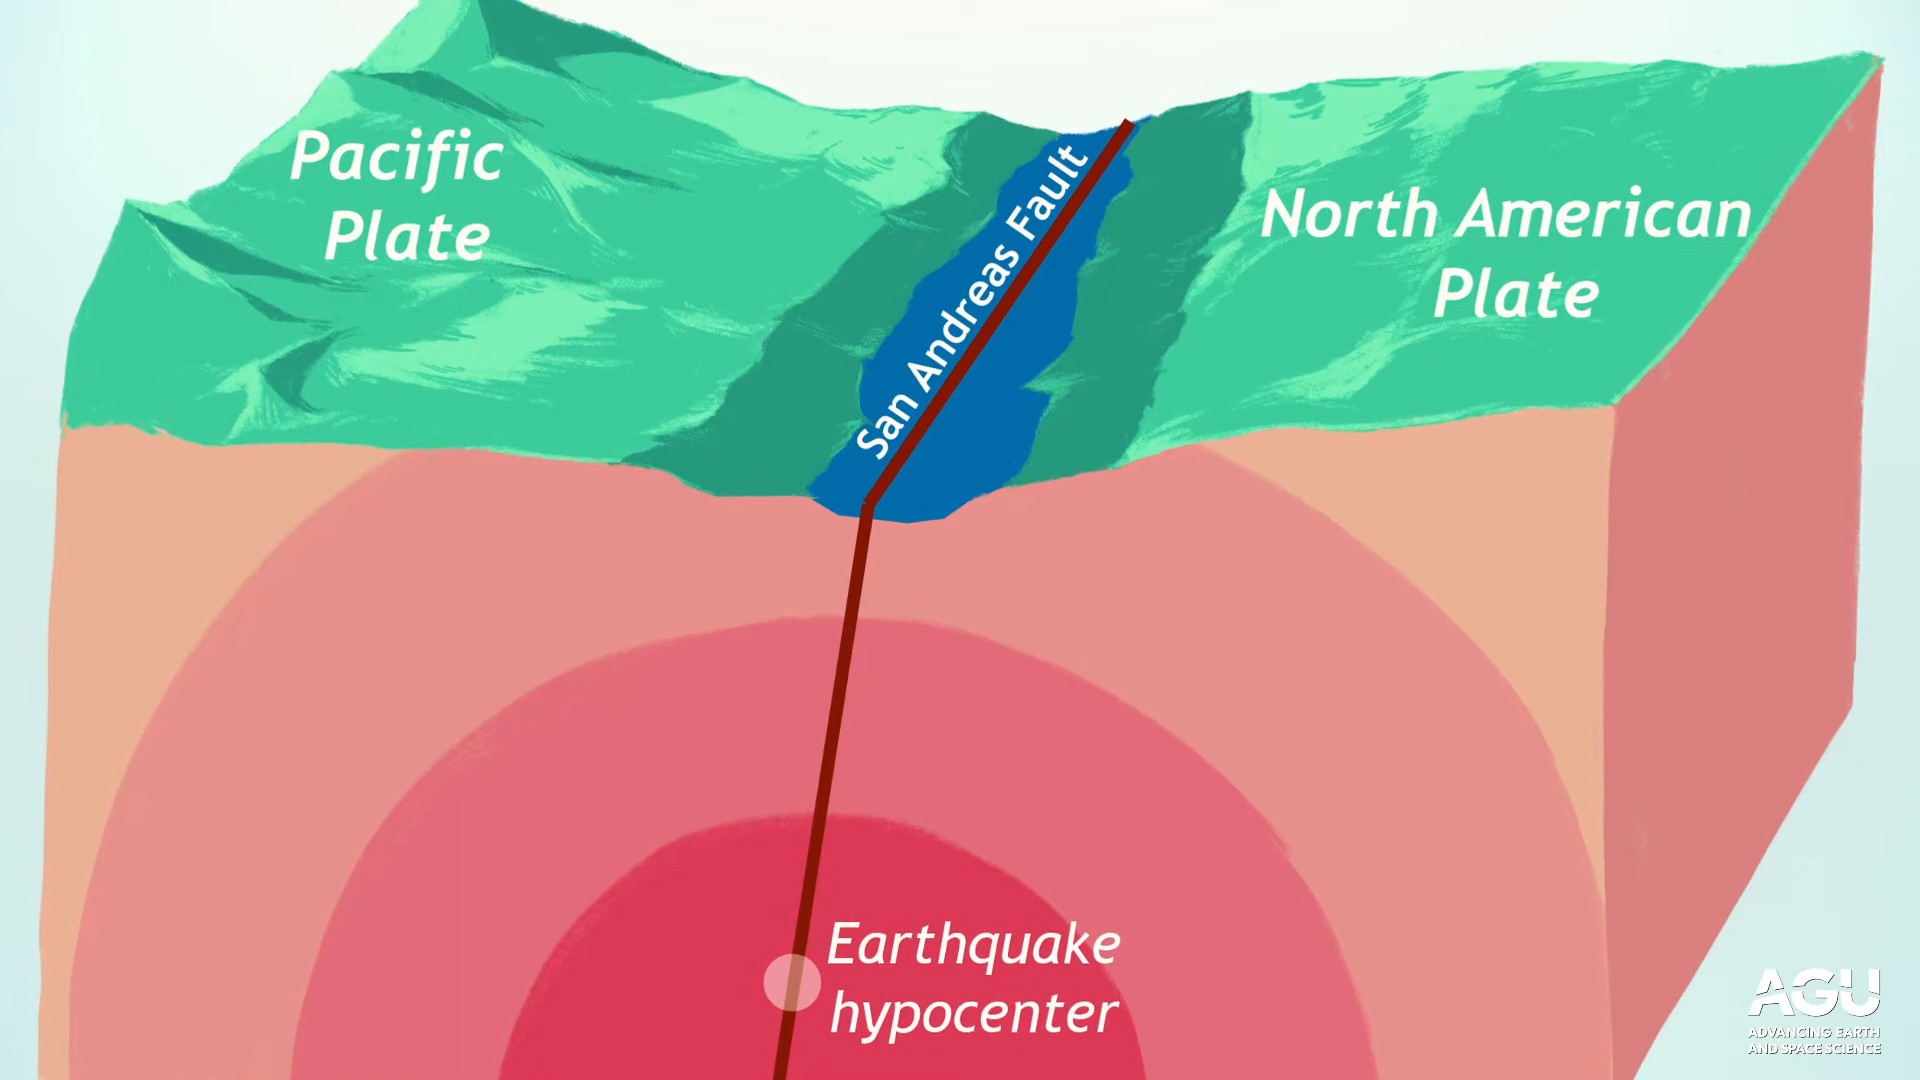 Pacific
Plate
San Andreas Fault
North American
Plate
Earthquake
hypocenter
AGU
ADVANCING EARTH
AND SPACE SCIENCE